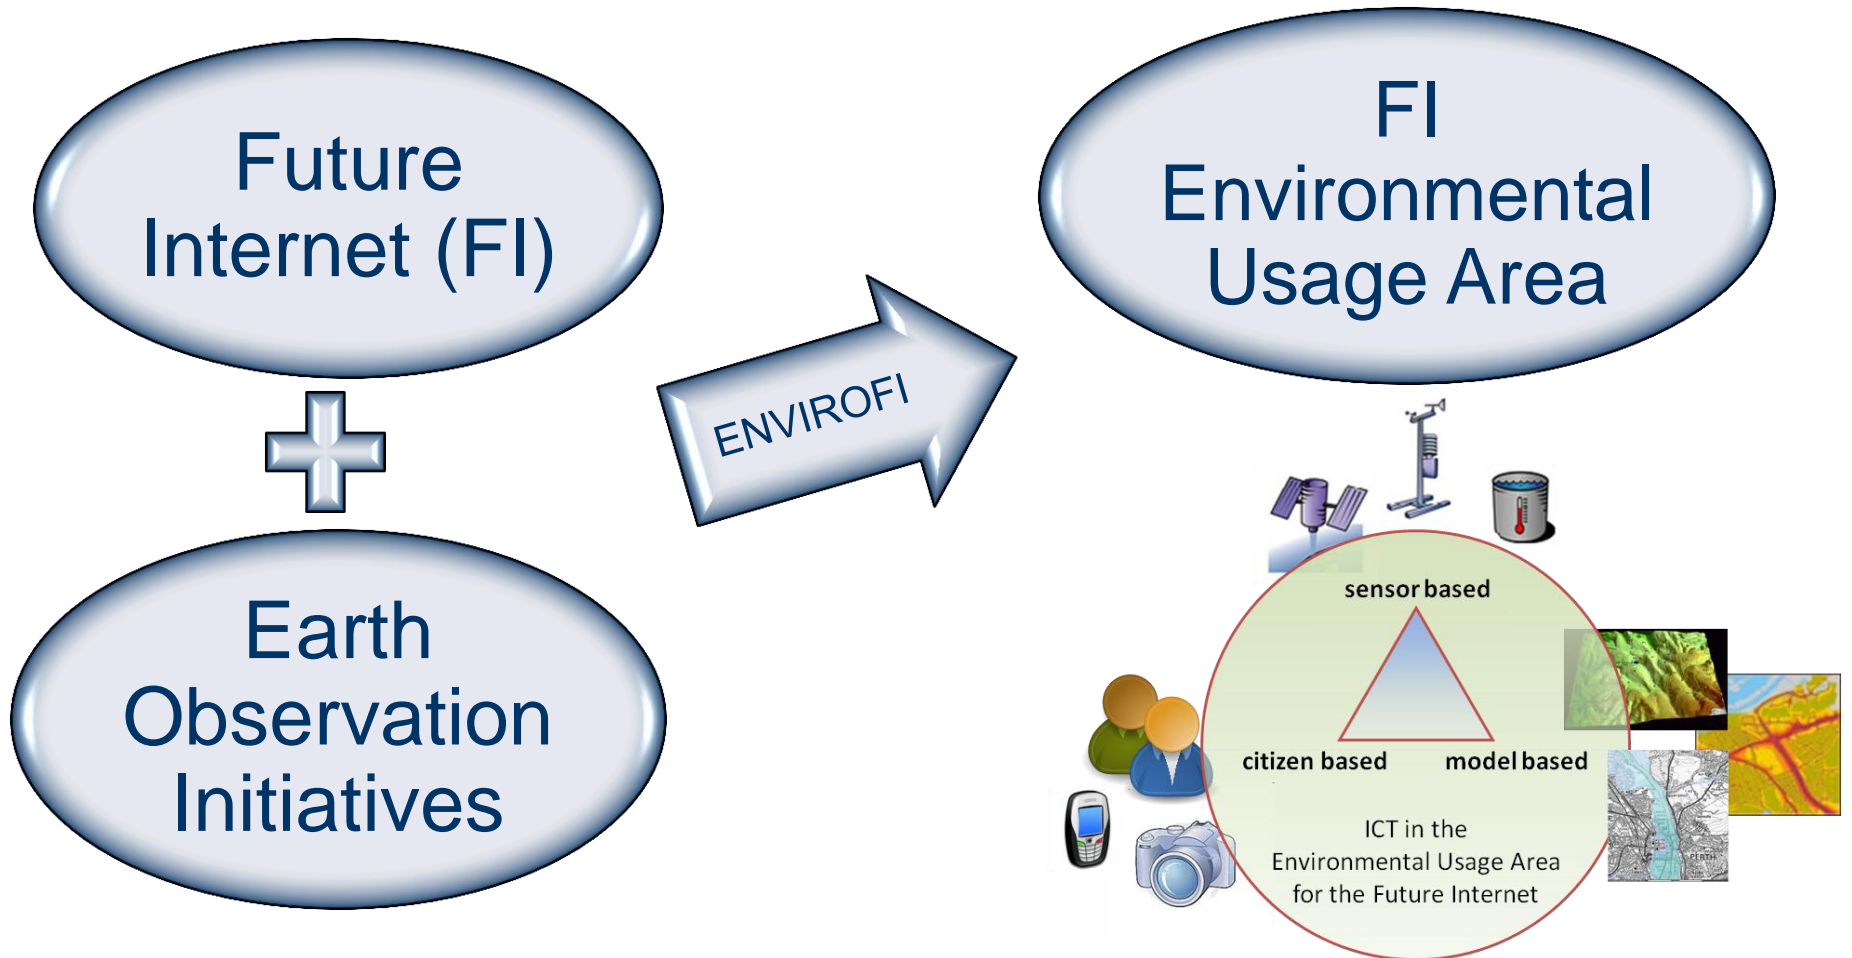 Future
Internet (FI)
Earth
Observation
Initiatives
ENVIROFI
FI
Environmental
Usage Area
sensor based
citizen based
model based
ICT in the
Environmental Usage Area
for the Future Internet
PERTH